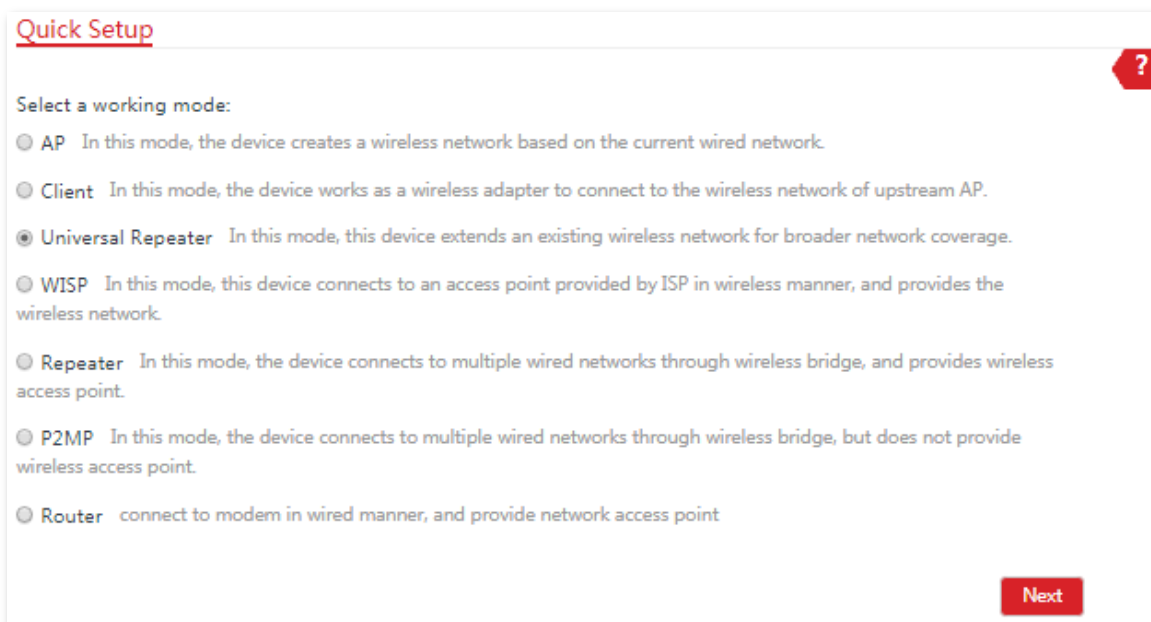 Quick Setup
?
Select a working mode:
AP In this mode, the device creates a wireless network based on the current wired network.
Client In this mode, the device works as a wireless adapter to connect to the wireless network of upstream AP.
Universal Repeater In this mode, this device extends an existing wireless network for broader network coverage.
WISP In this mode, this device connects to an access point provided by ISP in wireless manner, and provides the
wireless network.
Repeater In this mode, the device connects to multiple wired networks through wireless bridge, and provides wireless
access point.
P2MP In this mode, the device connects to multiple wired networks through wireless bridge, but does not provide
wireless access point.
Router connect to modem in wired manner, and provide network access point
Next